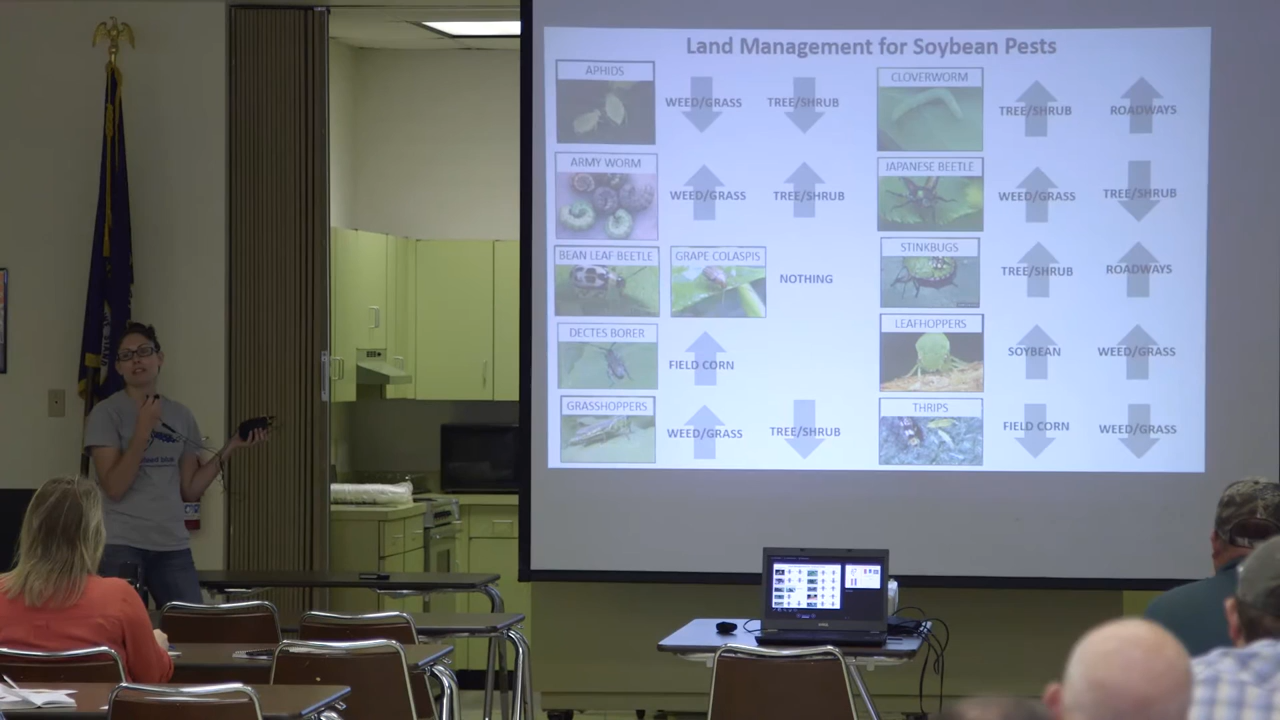 Land Management for Soybean Pests
APHIDS
WEED/GRASS
TREE/SHRUB
ARMY WORM
WEED/GRASS
TREE/SHRUB
BEAN LEAF BEETLE
GRAPE COLASPIS
NOTHING
DECTES BORER
FIELD CORN
GRASSHOPPERS
WEED/GRASS
TREE/SHRUB
CLOVERWORM
TREE/SHRUB
ROADWAYS
JAPANESE BEETLE
WEED/GRASS
TREE/SHRUB
STINKBUGS
TREE/SHRUB
ROADWAYS
LEAFHOPPERS
SOYBEAN
WEED/GRASS
THRIPS
FIELD CORN
WEED/GRASS